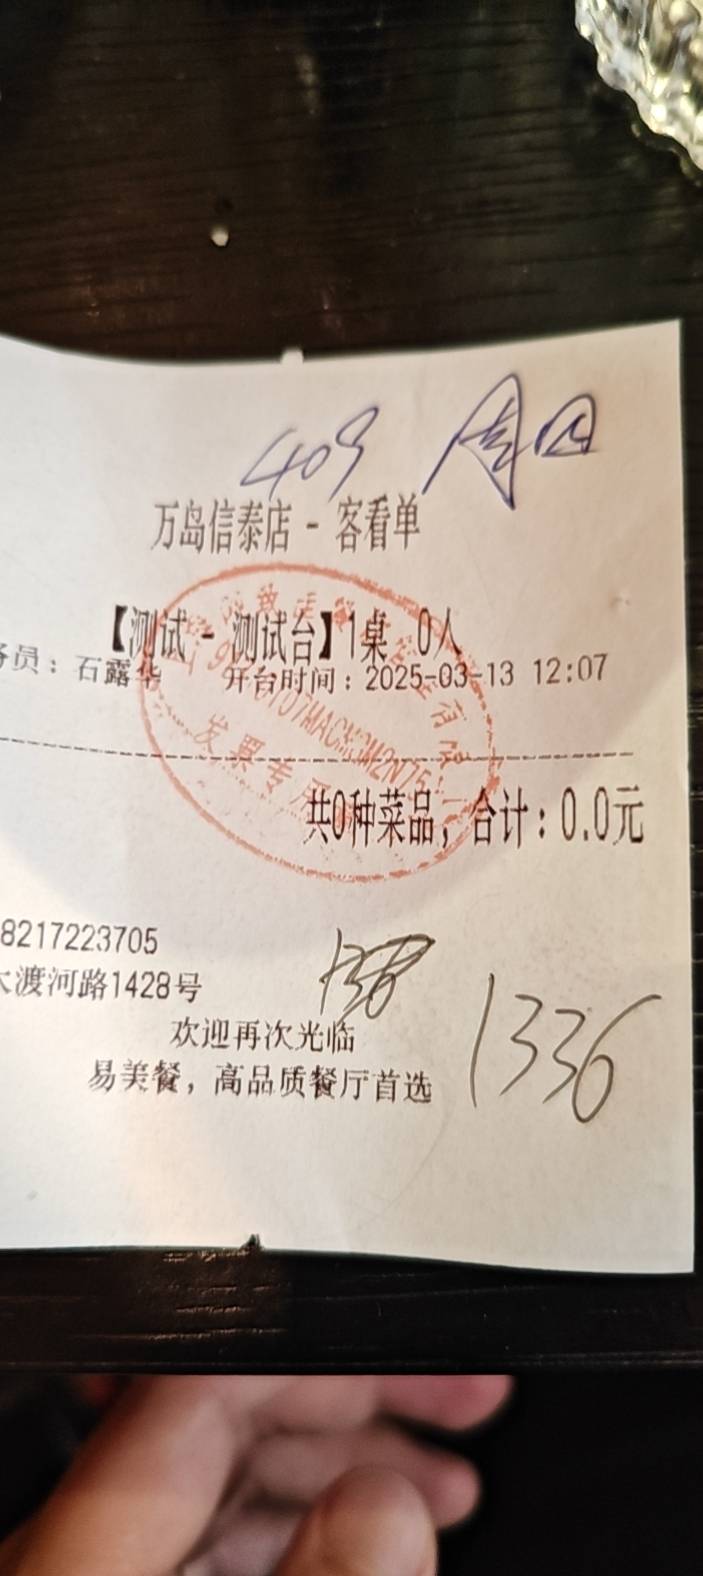 409 周四
万岛信泰店 - 客看单
【测试 - 测试台】1桌 0人
员：石露华 开台时间：2025-03-13 12:07
发票专用
共0种菜品，合计：0.0元
8217223705
大渡河路1428号
1336
欢迎再次光临
易美餐，高品质餐厅首选